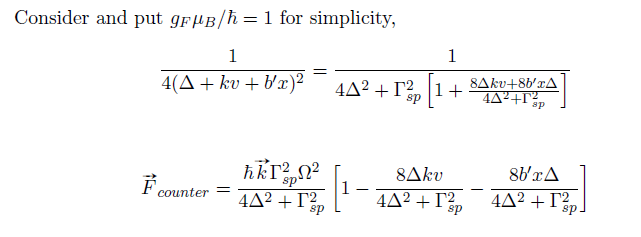 Consider and put $g_F\mu_B/\hbar = 1$ for simplicity,
$$\frac{1}{4(\Delta + kv + b'x)^2} = \frac{1}{4\Delta^2 + \Gamma_{sp}^2 \left[1 + \frac{8\Delta kv + 8b'x\Delta}{4\Delta^2 + \Gamma_{sp}^2}\right]}$$
$$\vec{F}_{counter} = \frac{\hbar\vec{k}\Gamma_{sp}^2\Omega^2}{4\Delta^2 + \Gamma_{sp}^2} \left[1 - \frac{8\Delta kv}{4\Delta^2 + \Gamma_{sp}^2} - \frac{8b'x\Delta}{4\Delta^2 + \Gamma_{sp}^2}\right]$$